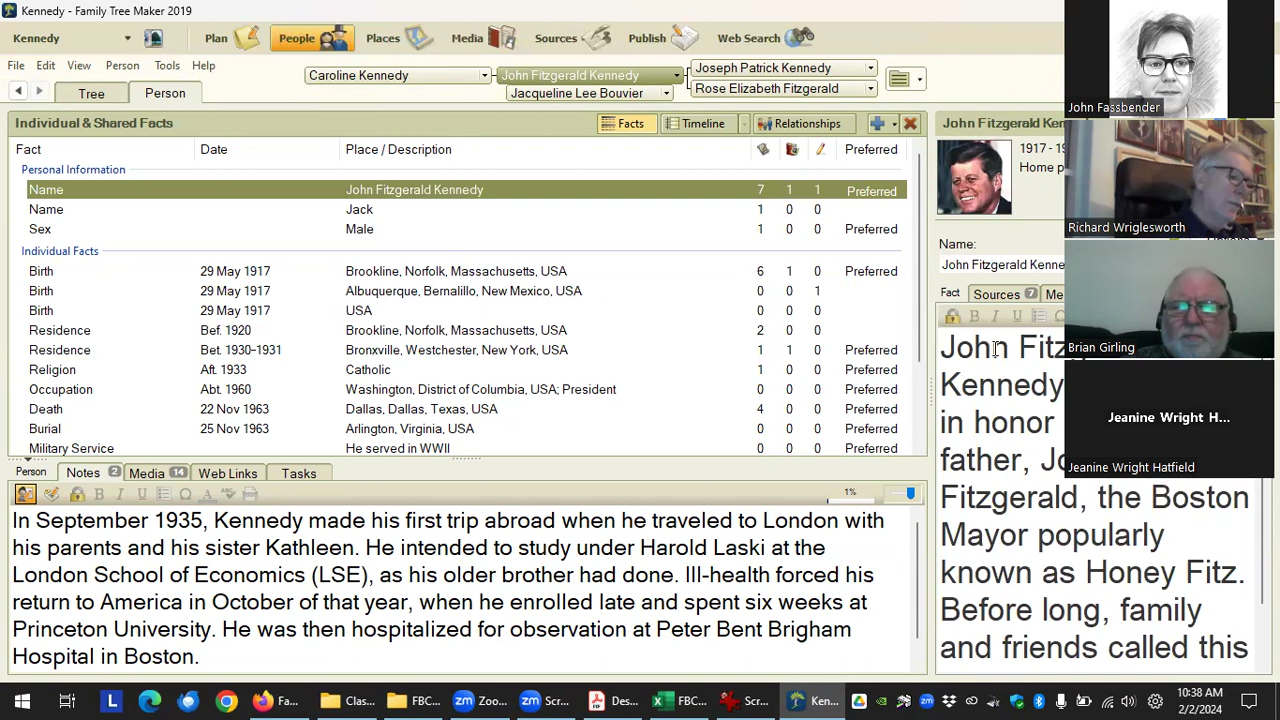 Kennedy - Family Tree Maker 2019
Kennedy Plan People Places Media Sources Publish Web Search
File Edit View Person Tools Help
Caroline Kennedy John Fitzgerald Kennedy Joseph Patrick Kennedy
Jacqueline Lee Bouvier Rose Elizabeth Fitzgerald
Tree Person
Individual & Shared Facts Facts Timeline Relationships
Fact Date Place / Description Preferred
Personal Information
Name John Fitzgerald Kennedy 7 1 1 Preferred
Name Jack 1 0 0
Sex Male 1 0 0 Preferred
Individual Facts
Birth 29 May 1917 Brookline, Norfolk, Massachusetts, USA 6 1 0 Preferred
Birth 29 May 1917 Albuquerque, Bernalillo, New Mexico, USA 0 0 1
Birth 29 May 1917 USA 0 0 0
Residence Bef. 1920 Brookline, Norfolk, Massachusetts, USA 2 0 0
Residence Bet. 1930-1931 Bronxville, Westchester, New York, USA 1 1 0 Preferred
Religion Aft. 1933 Catholic 1 0 0 Preferred
Occupation Abt. 1960 Washington, District of Columbia, USA; President 0 0 0 Preferred
Death 22 Nov 1963 Dallas, Dallas, Texas, USA 4 0 0 Preferred
Burial 25 Nov 1963 Arlington, Virginia, USA 0 0 0 Preferred
Military Service He served in WWII 0 0 0 Preferred
Person Notes 2 Media 14 Web Links Tasks
B I U Ω A 1%
In September 1935, Kennedy made his first trip abroad when he traveled to London with
his parents and his sister Kathleen. He intended to study under Harold Laski at the
London School of Economics (LSE), as his older brother had done. Ill-health forced his
return to America in October of that year, when he enrolled late and spent six weeks at
Princeton University. He was then hospitalized for observation at Peter Bent Brigham
Hospital in Boston.
John Fitzgerald Ken
1917 - 19
Home p
Name:
John Fitzgerald Kenne
Fact Sources 7 Me
B I U
John Fitz
Kennedy
in honor
father, Jo
Fitzgerald, the Boston
Mayor popularly
known as Honey Fitz.
Before long, family
and friends called this
John Fassbender
Richard Wriglesworth
Brian Girling
Jeanine Wright H...
Jeanine Wright Hatfield
L Fa... Clas... FBC... zm Zoo... zm Scr... Des... FBC... Scr... Ken... zm
10:38 AM
2/2/2024